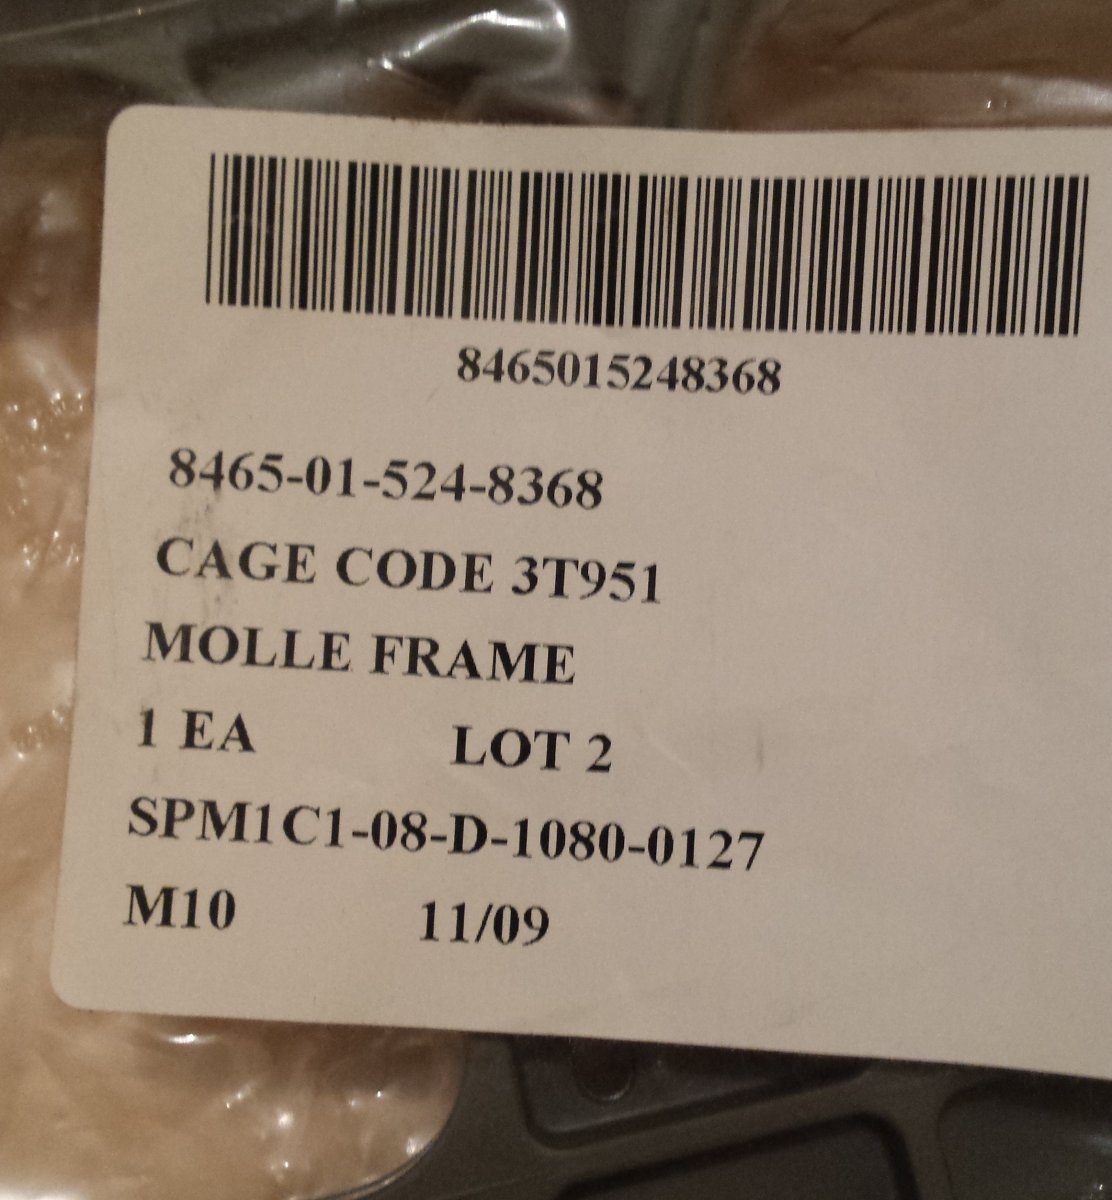 8465015248368
8465-01-524-8368
CAGE CODE 3T951
MOLLE FRAME
1 EA LOT 2
SPM1C1-08-D-1080-0127
M10 11/09